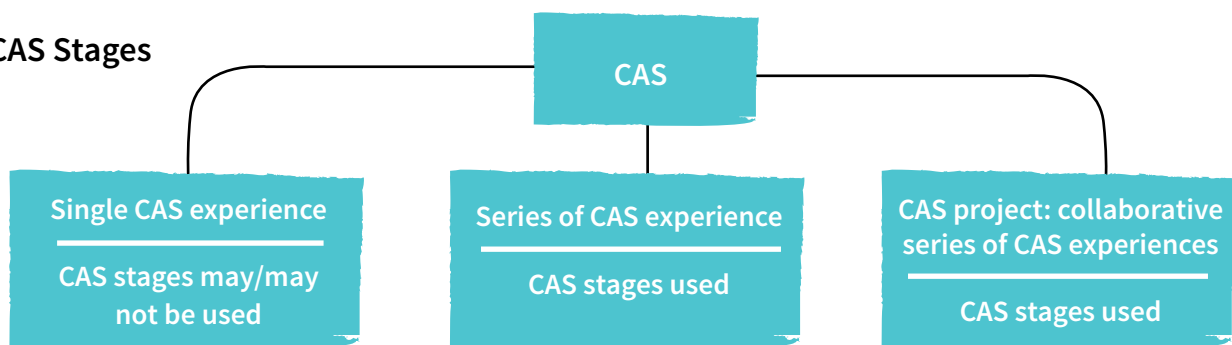 CAS Stages
CAS
Single CAS experience
CAS stages may/may
not be used
Series of CAS experience
CAS stages used
CAS project: collaborative
series of CAS experiences
CAS stages used